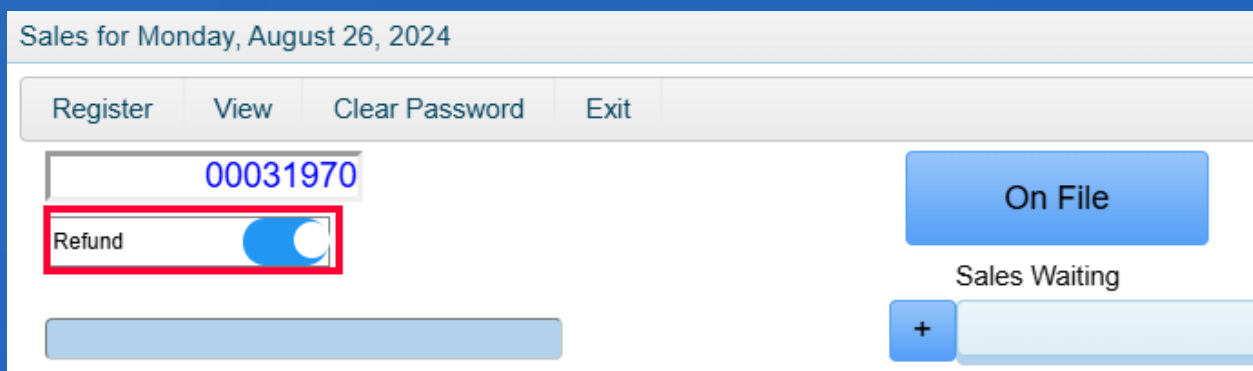 Sales for Monday, August 26, 2024
Register View Clear Password Exit
00031970
On File
Refund
Sales Waiting
+